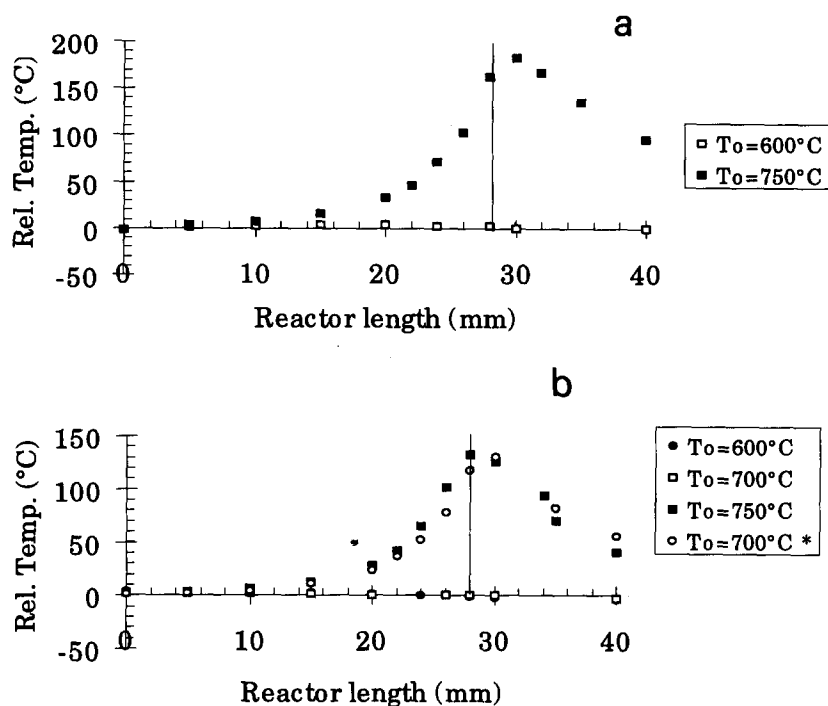 a
200
150
100
50
0
-50
Rel. Temp. (°C)
0 10 20 30 40
Reactor length (mm)
To=600°C
To=750°C
b
150
100
50
0
-50
Rel. Temp. (°C)
0 10 20 30 40
Reactor length (mm)
To=600°C
To=700°C
To=750°C
To=700°C *